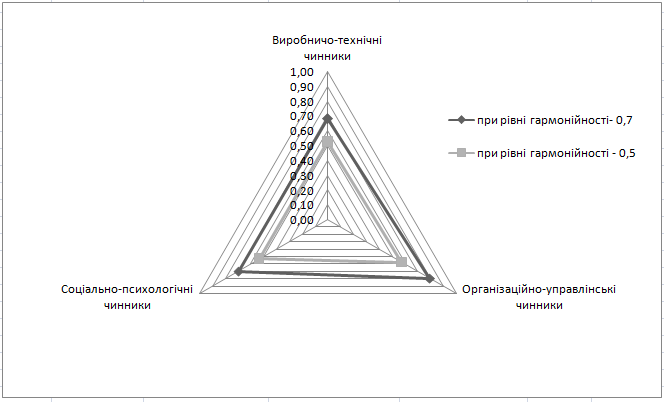 Виробничо-технічні
чинники
1,00
0,90
0,80
0,70
0,60
0,50
0,40
0,30
0,20
0,10
0,00
при рівні гармонійності- 0,7
при рівні гармонійності - 0,5
Соціально-психологічні
чинники
Організаційно-управлінські
чинники